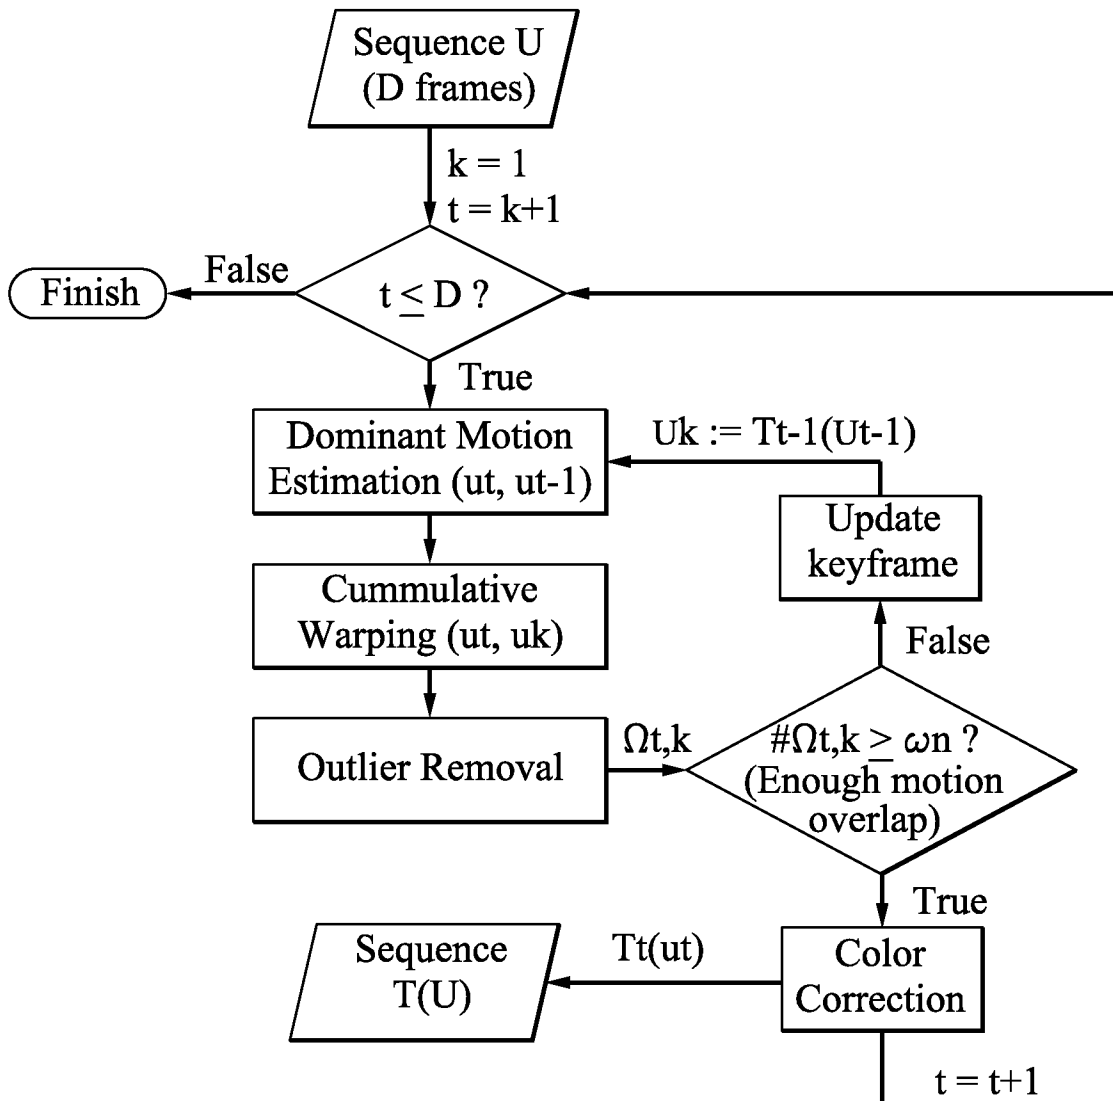 Sequence U
(D frames)
k = 1
t = k+1
False
Finish
t ≤ D ?
True
Dominant Motion
Estimation (ut, ut-1)
Uk := Tt-1(Ut-1)
Update
keyframe
Cummulative
Warping (ut, uk)
False
Outlier Removal
Ωt,k
#Ωt,k ≥ ωn ?
(Enough motion
overlap)
True
Sequence
T(U)
Tt(ut)
Color
Correction
t = t+1